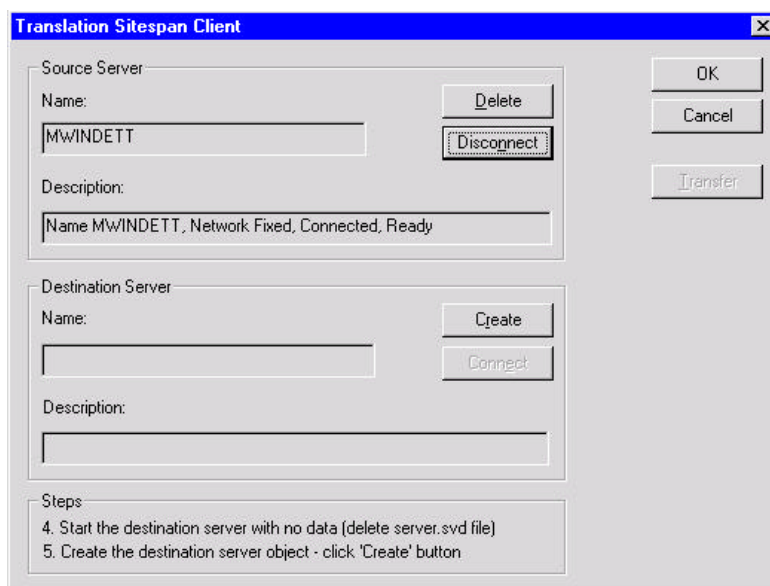 Translation Sitespan Client
Source Server
Name:
Delete
MWINDETT
Disconnect
Description:
Name MWINDETT, Network Fixed, Connected, Ready
OK
Cancel
Transfer
Destination Server
Name:
Create
Connect
Description:
Steps
4. Start the destination server with no data (delete server.svd file)
5. Create the destination server object - click 'Create' button